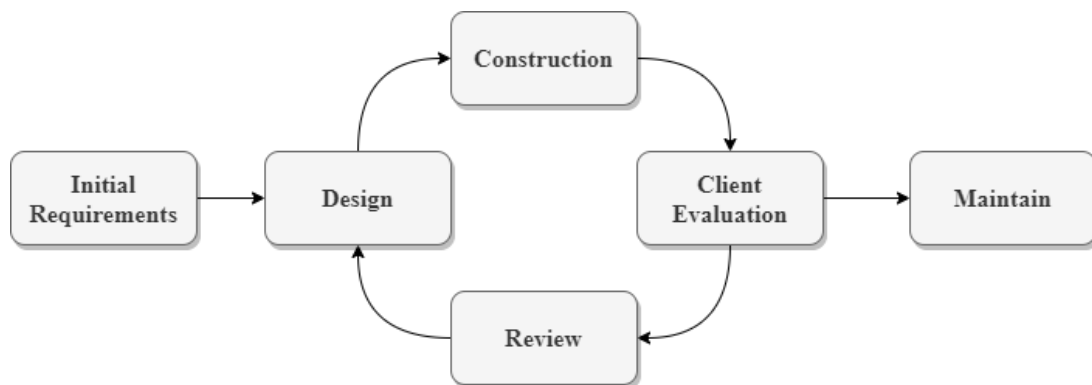 Construction
Initial
Requirements
Design
Client
Evaluation
Maintain
Review